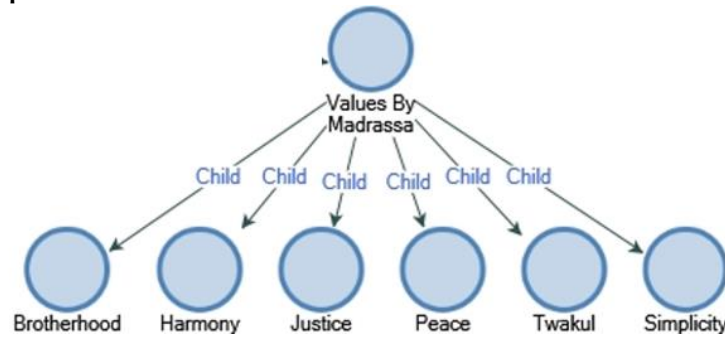 Values By
Madrassa
Child Child Child Child Child Child
Brotherhood Harmony Justice Peace Twakul Simplicity